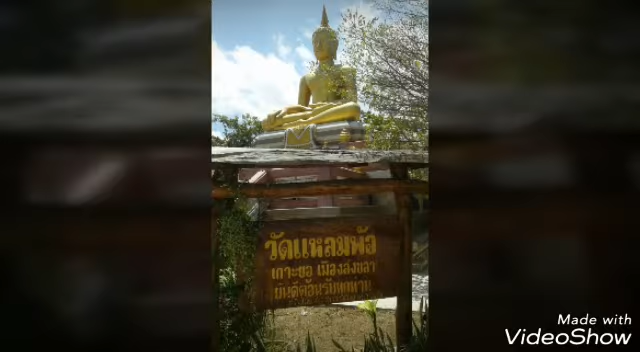 วัดแหลมพ้อ
เกาะยอ เมืองสงขลา
ยินดีต้อนรับทุกท่าน
Made with
VideoShow